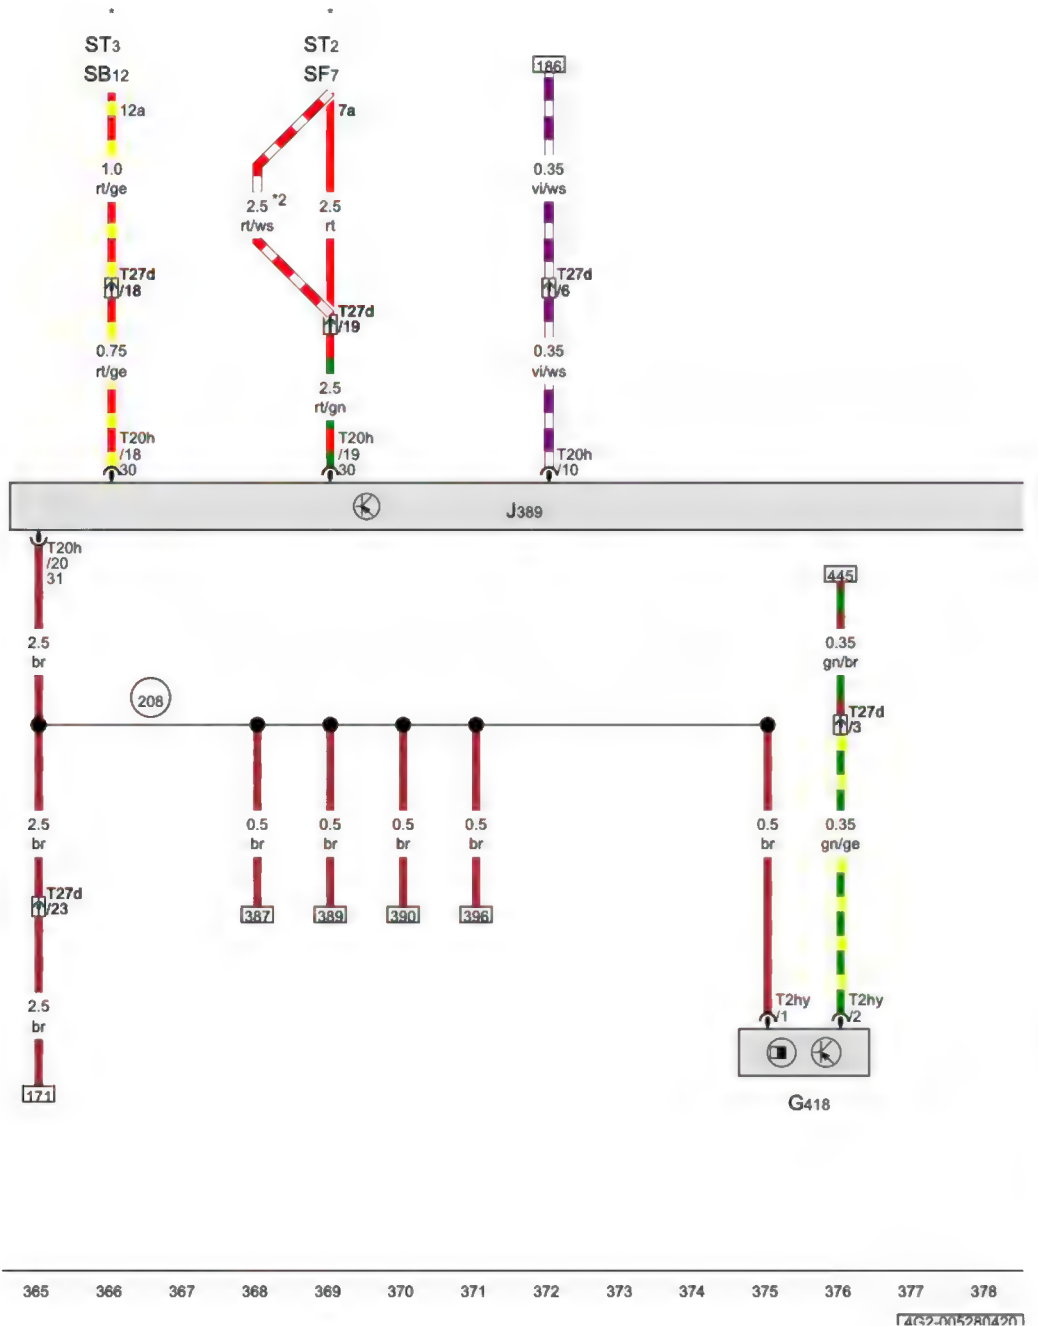 * *
ST3 ST2
SB12 SF7 186
12a 7a
1.0 0.35
rt/ge vi/ws
2.5 *2 2.5
rt/ws rt
T27d T27d
/18 /6
T27d
/19
0.75 0.35
rt/ge vi/ws
2.5
rt/gn
T20h T20h T20h
/18 /19 /10
30 30
J389
T20h
/20
31
445
2.5 0.35
br gn/br
208
T27d
/3
2.5 0.5 0.5 0.5 0.5 0.5 0.35
br br br br br br gn/ge
T27d
/23
387 389 390 396
2.5 T2hy T2hy
br /1 /2
171
G418
365 366 367 368 369 370 371 372 373 374 375 376 377 378
4G2-005280420